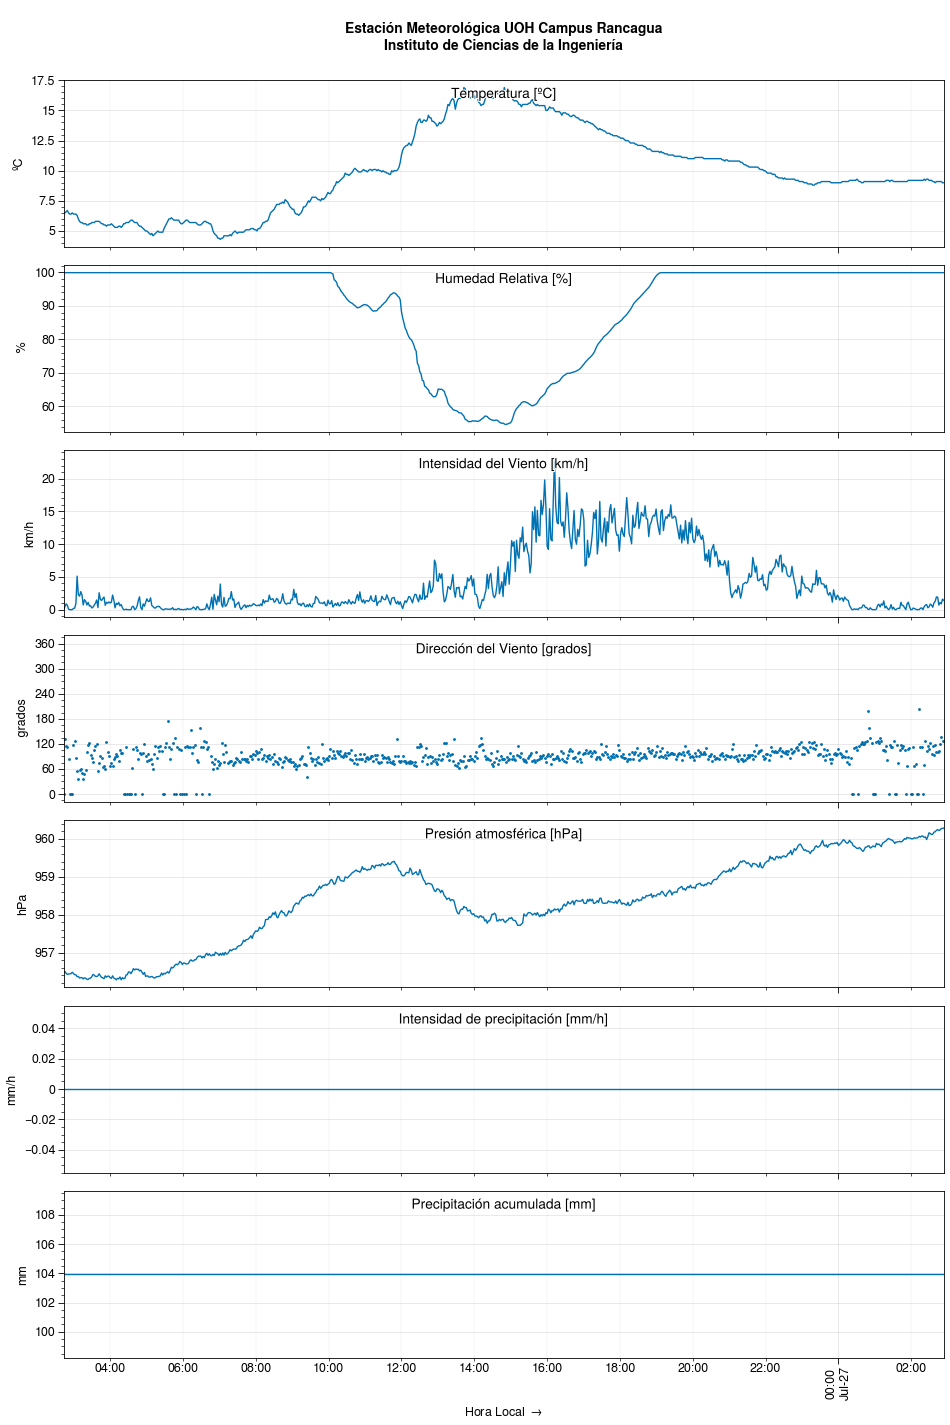 Estación Meteorológica UOH Campus Rancagua
Instituto de Ciencias de la Ingeniería
Temperatura [ºC]
ºC
17.5
15
12.5
10
7.5
5
Humedad Relativa [%]
%
100
90
80
70
60
Intensidad del Viento [km/h]
km/h
20
15
10
5
0
Dirección del Viento [grados]
grados
360
300
240
180
120
60
0
Presión atmosférica [hPa]
hPa
960
959
958
957
Intensidad de precipitación [mm/h]
mm/h
0.04
0.02
0
−0.02
−0.04
Precipitación acumulada [mm]
mm
108
106
104
102
100
04:00 06:00 08:00 10:00 12:00 14:00 16:00 18:00 20:00 22:00 00:00 02:00
Jul-27
Hora Local →